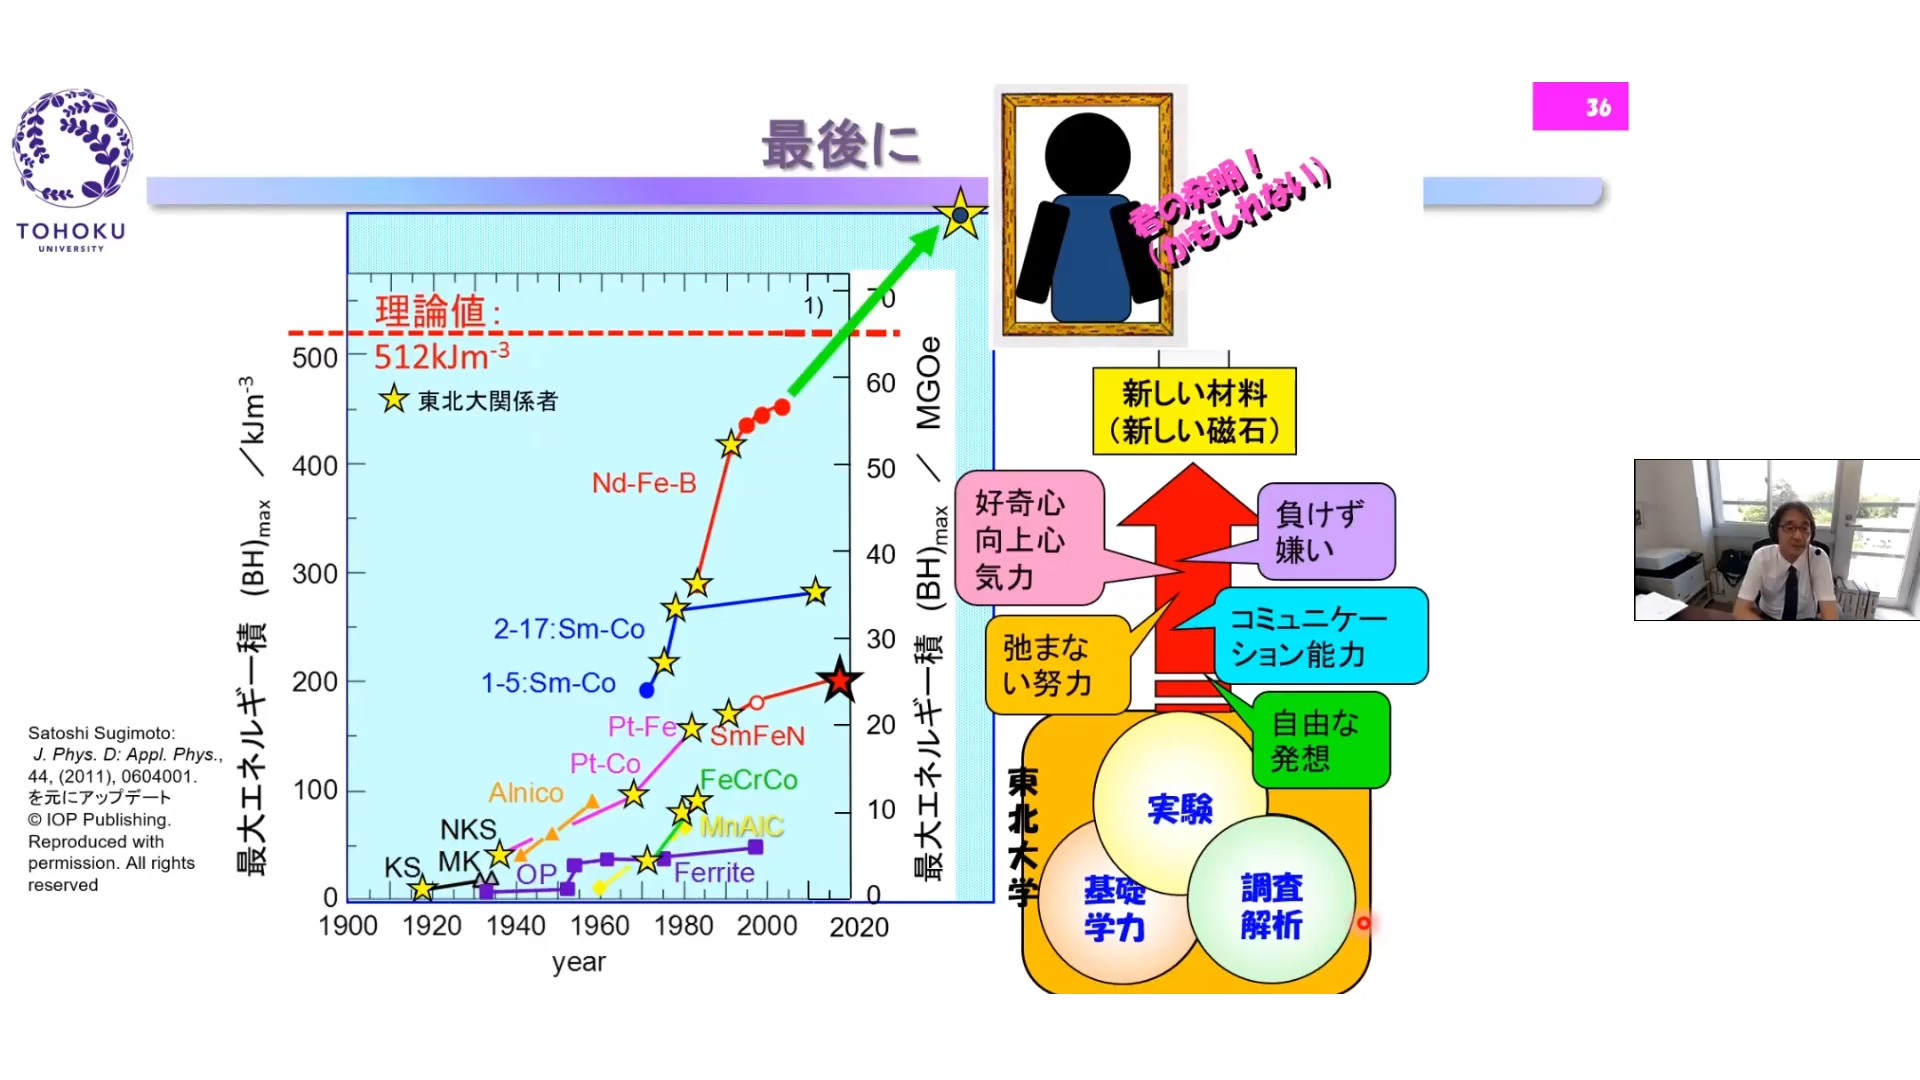 TOHOKU
UNIVERSITY
最後に
36
君の発明！
（かもしれない）
理論値：
512kJm-3
東北大関係者
1)
最大エネルギー積 (BH)max ／kJm-3
500
400
300
200
100
0
最大エネルギー積 (BH)max ／ MGOe
70
60
50
40
30
20
10
0
Nd-Fe-B
2-17:Sm-Co
1-5:Sm-Co
Pt-Fe
SmFeN
Pt-Co
FeCrCo
Alnico
MnAlC
NKS
KS
MK
OP
Ferrite
1900 1920 1940 1960 1980 2000 2020
year
Satoshi Sugimoto:
J. Phys. D: Appl. Phys.,
44, (2011), 0604001.
を元にアップデート
© IOP Publishing.
Reproduced with
permission. All rights
reserved
新しい材料
（新しい磁石）
好奇心
向上心
気力
負けず
嫌い
弛まな
い努力
コミュニケー
ション能力
自由な
発想
東北大学
実験
基礎
学力
調査
解析